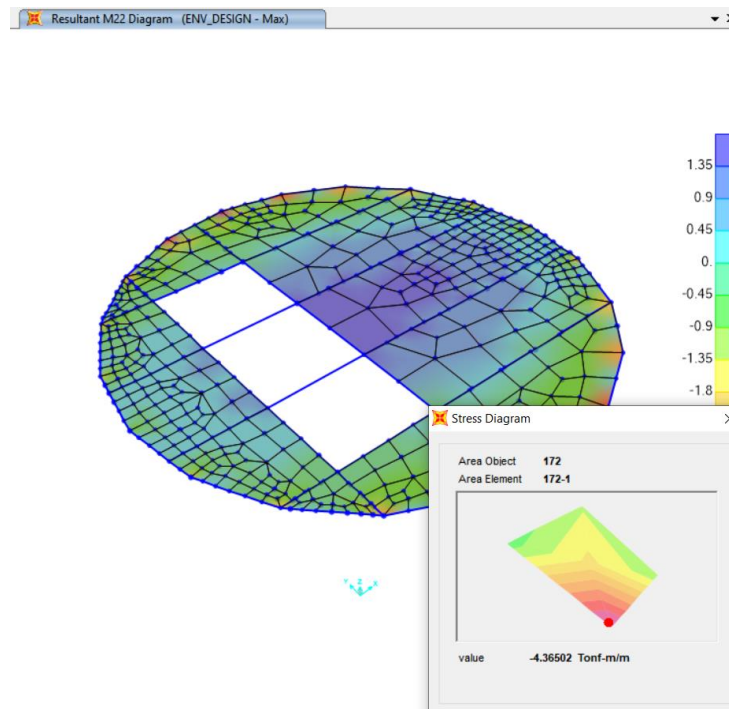 Resultant M22 Diagram (ENV_DESIGN - Max)
1.35
0.9
0.45
0.
-0.45
-0.9
-1.35
-1.8
Stress Diagram
Area Object 172
Area Element 172-1
Y Z X
value -4.36502 Tonf-m/m